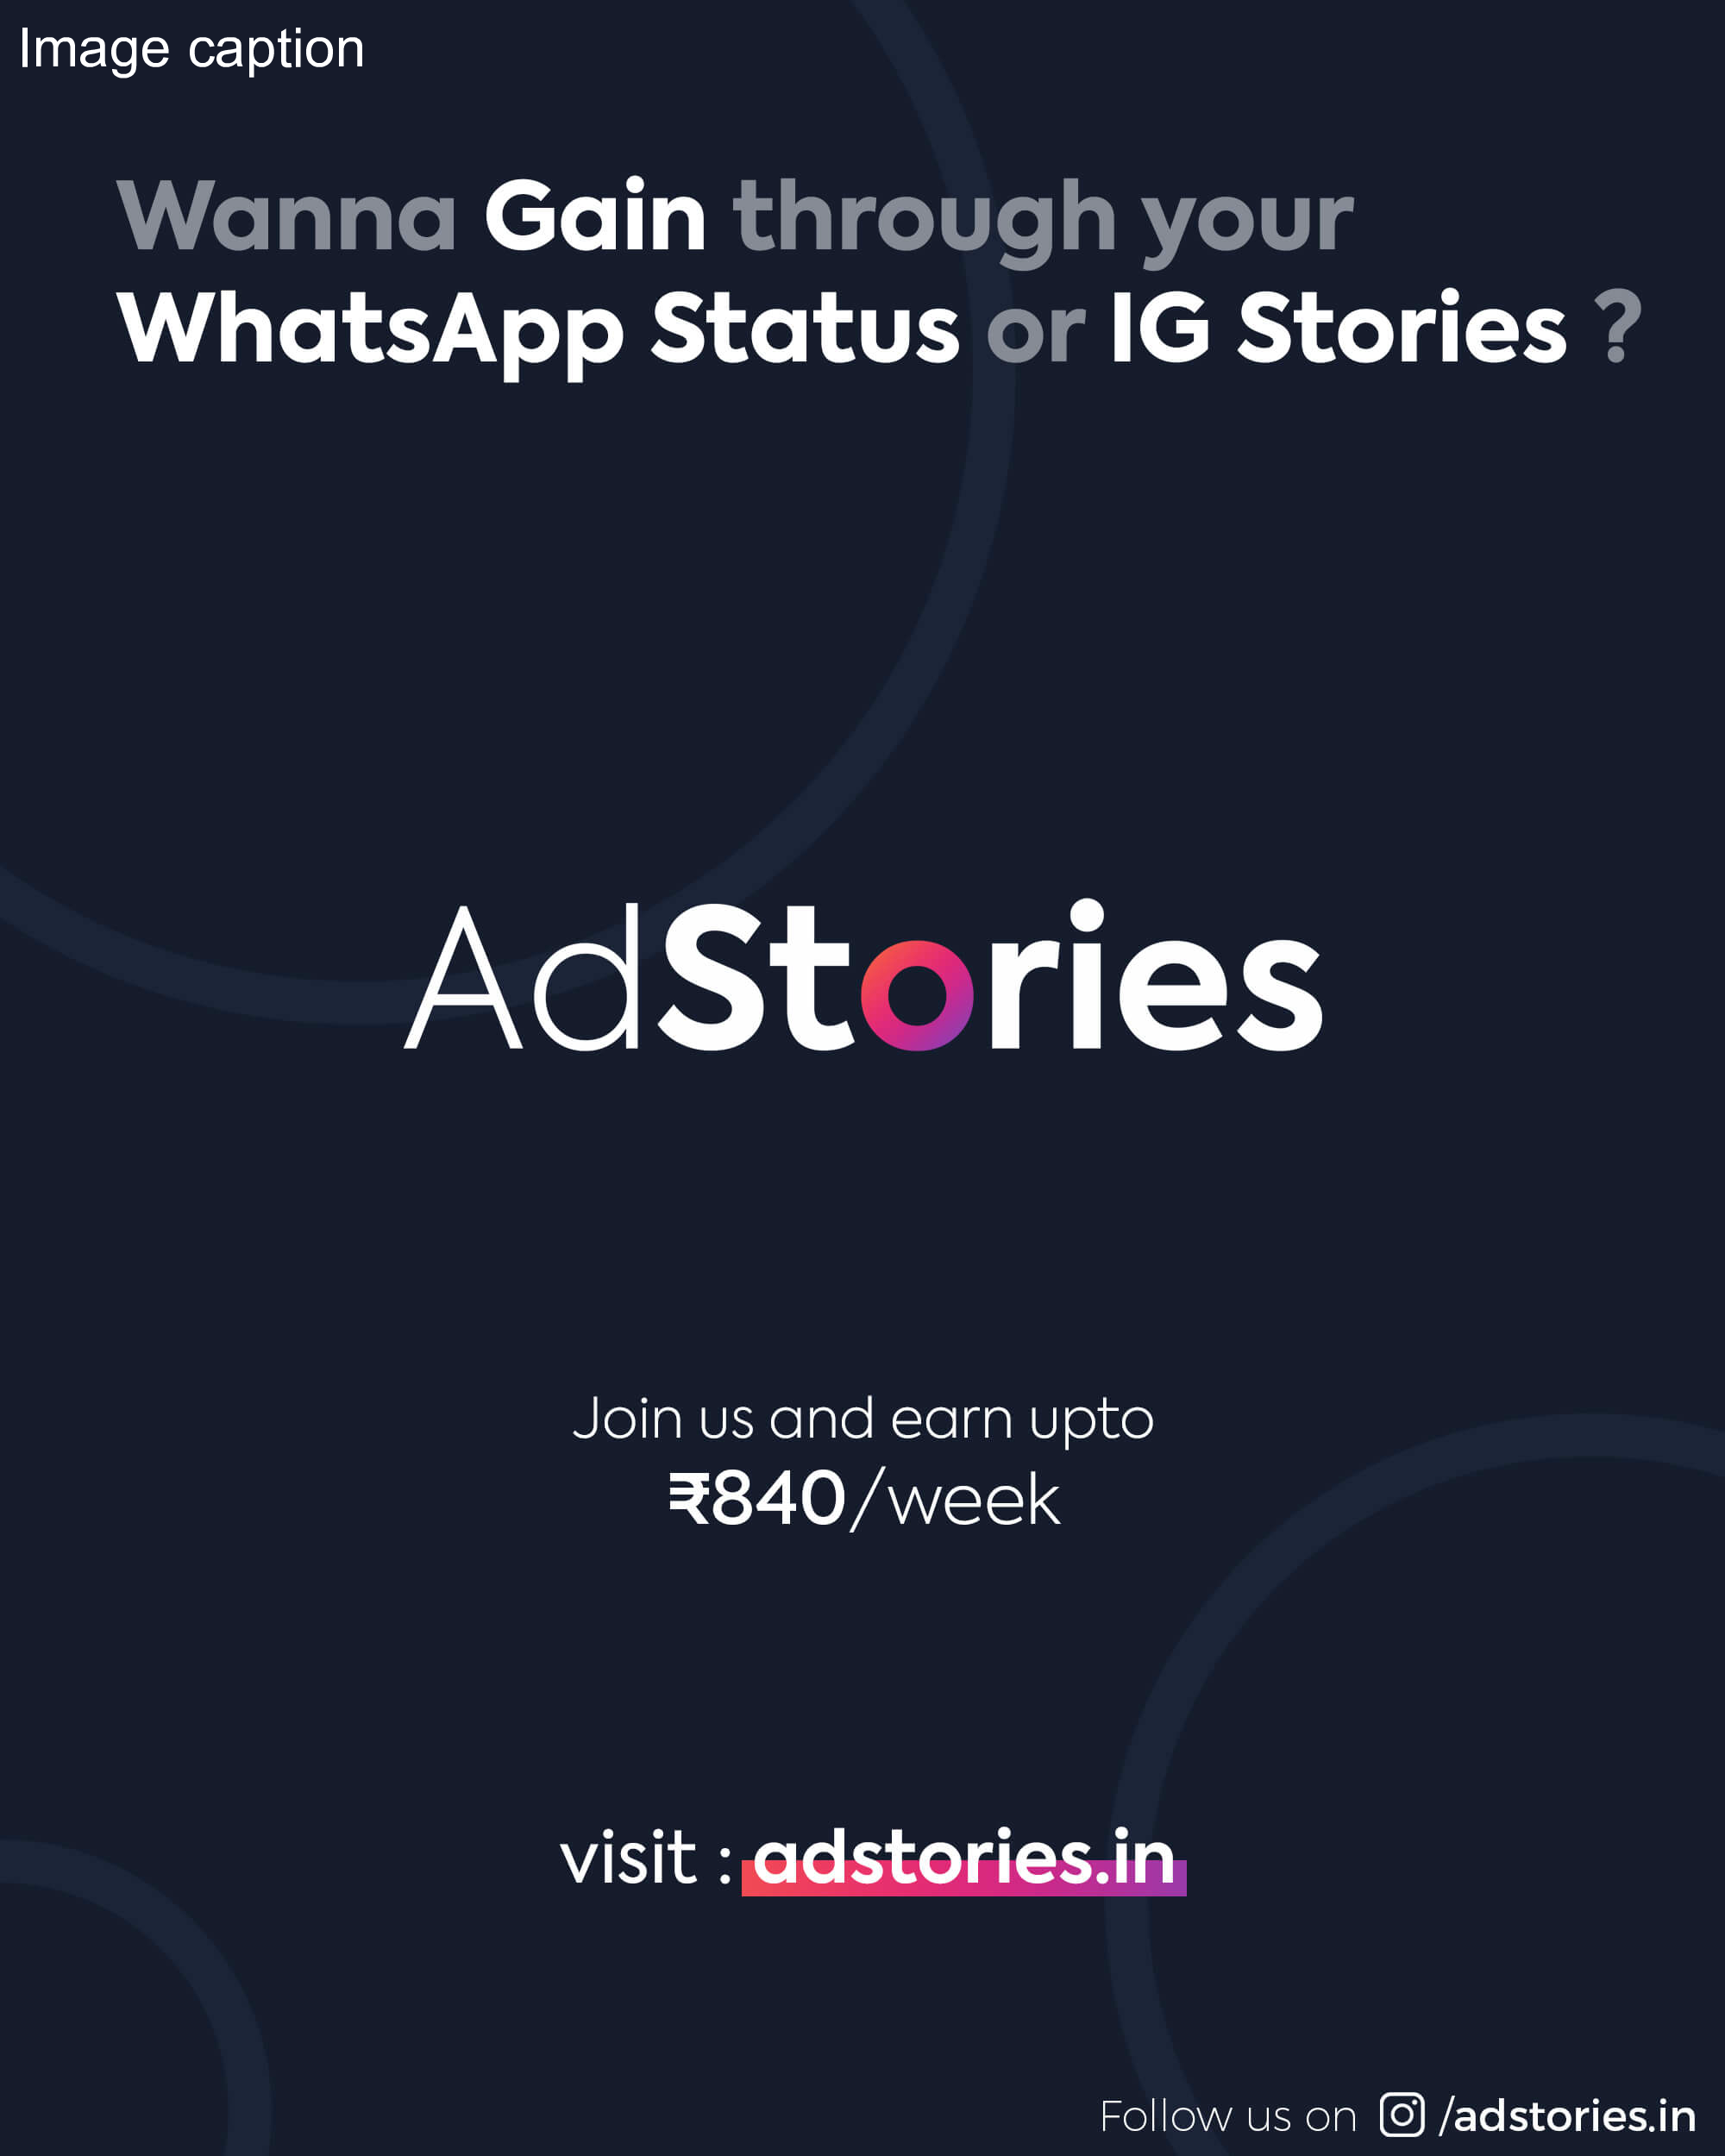 Image caption
Wanna Gain through your
WhatsApp Status or IG Stories ?
AdStories
Join us and earn upto
₹840/week
visit : adstories.in
Follow us on /adstories.in